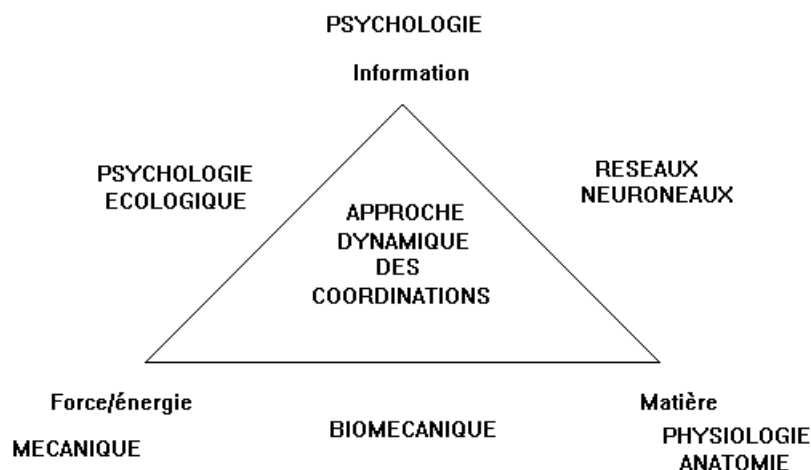 PSYCHOLOGIE
Information
PSYCHOLOGIE
ECOLOGIQUE
RESEAUX
NEURONEAUX
APPROCHE
DYNAMIQUE
DES
COORDINATIONS
Force/énergie
Matière
BIOMECANIQUE
MECANIQUE
PHYSIOLOGIE
ANATOMIE